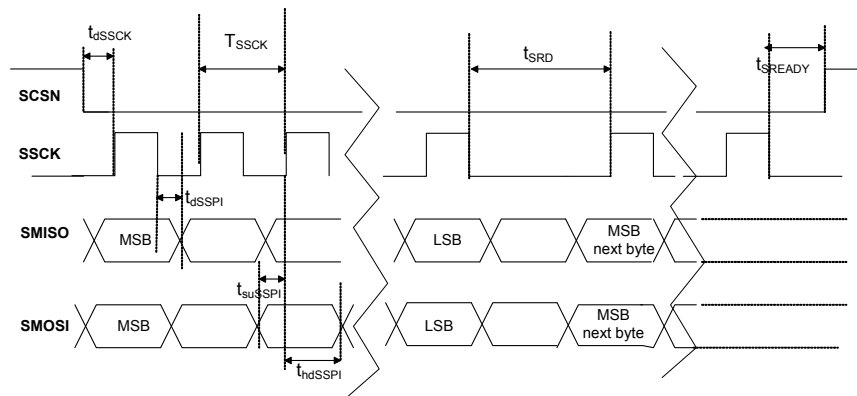 tdSSCK
TSSCK
tSRD
tSREADY
SCSN
SSCK
tdSSPI
SMISO
MSB
LSB
MSB
next byte
tsuSSPI
SMOSI
MSB
LSB
MSB
next byte
thdSSPI